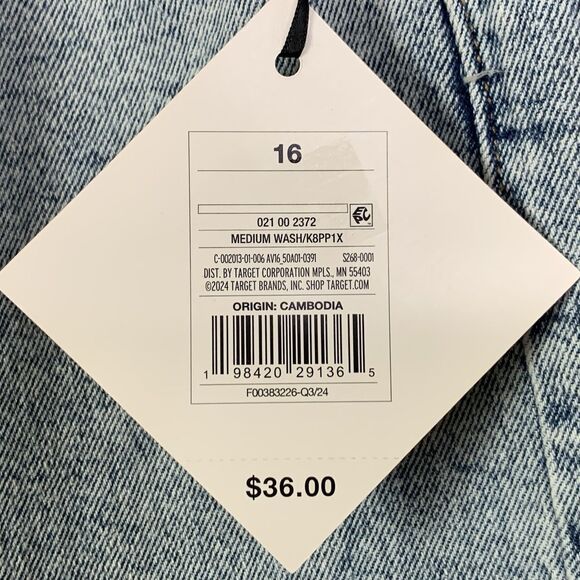 16
021 00 2372
MEDIUM WASH/K8PP1X
C-002013-01-006 AV16_50A01-0391 S268-0001
DIST. BY TARGET CORPORATION MPLS., MN 55403
©2024 TARGET BRANDS, INC. SHOP TARGET.COM
ORIGIN: CAMBODIA
1 98420 29136 5
F00383226-Q3/24
$36.00